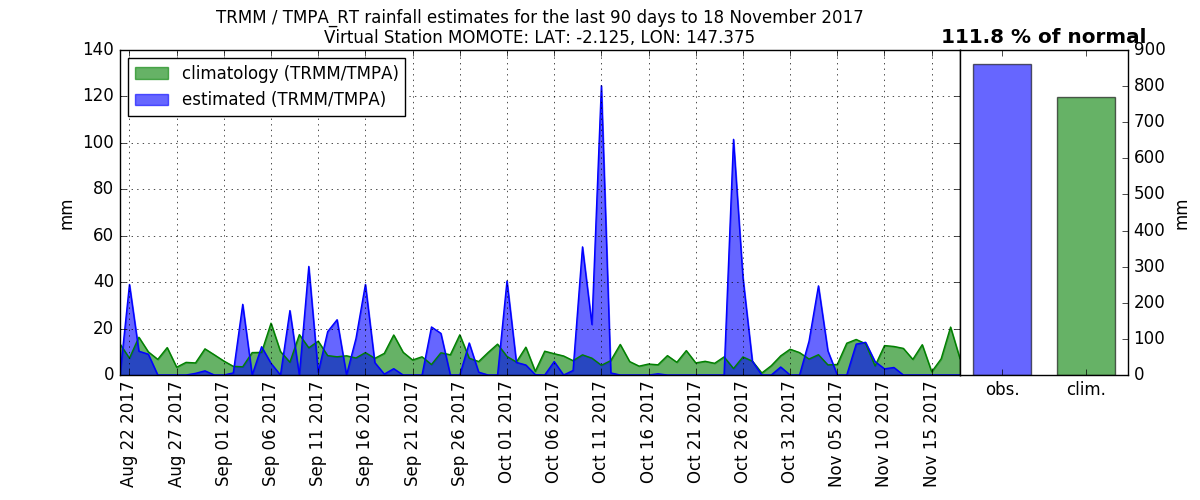 TRMM / TMPA_RT rainfall estimates for the last 90 days to 18 November 2017
Virtual Station MOMOTE: LAT: -2.125, LON: 147.375
111.8 % of normal
climatology (TRMM/TMPA)
estimated (TRMM/TMPA)
140
120
100
80
60
40
20
0
mm
Aug 22 2017
Aug 27 2017
Sep 01 2017
Sep 06 2017
Sep 11 2017
Sep 16 2017
Sep 21 2017
Sep 26 2017
Oct 01 2017
Oct 06 2017
Oct 11 2017
Oct 16 2017
Oct 21 2017
Oct 26 2017
Oct 31 2017
Nov 05 2017
Nov 10 2017
Nov 15 2017
obs.
clim.
900
800
700
600
500
400
300
200
100
0
mm